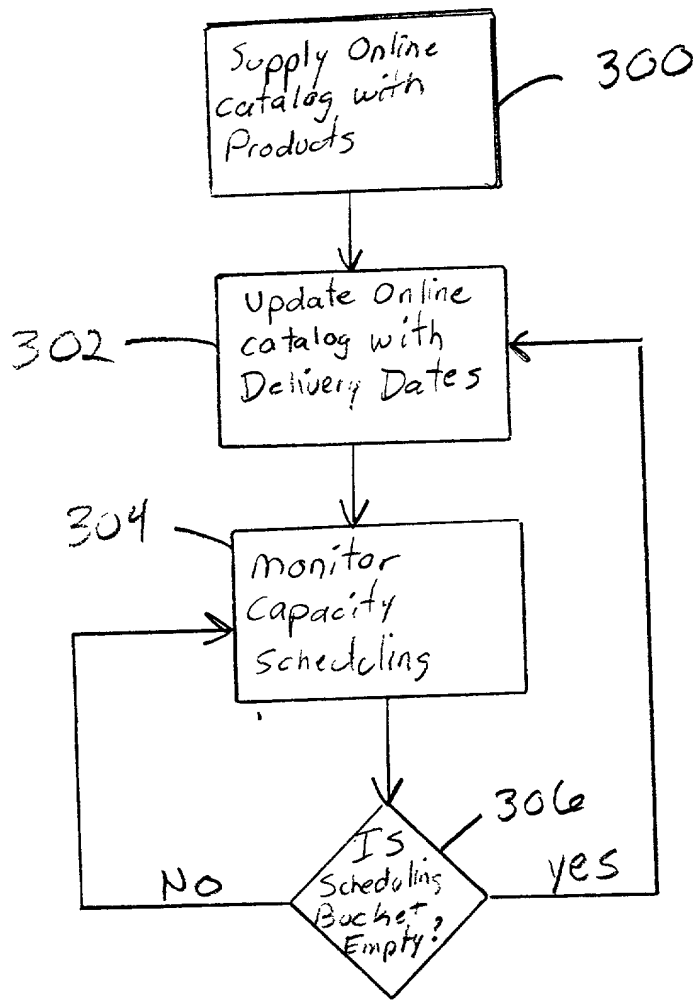 Supply Online
catalog with
Products
300
Update Online
catalog with
Delivery Dates
302
304
Monitor
Capacity
Scheduling
306
Is
Scheduling
Bucket
Empty?
No
yes